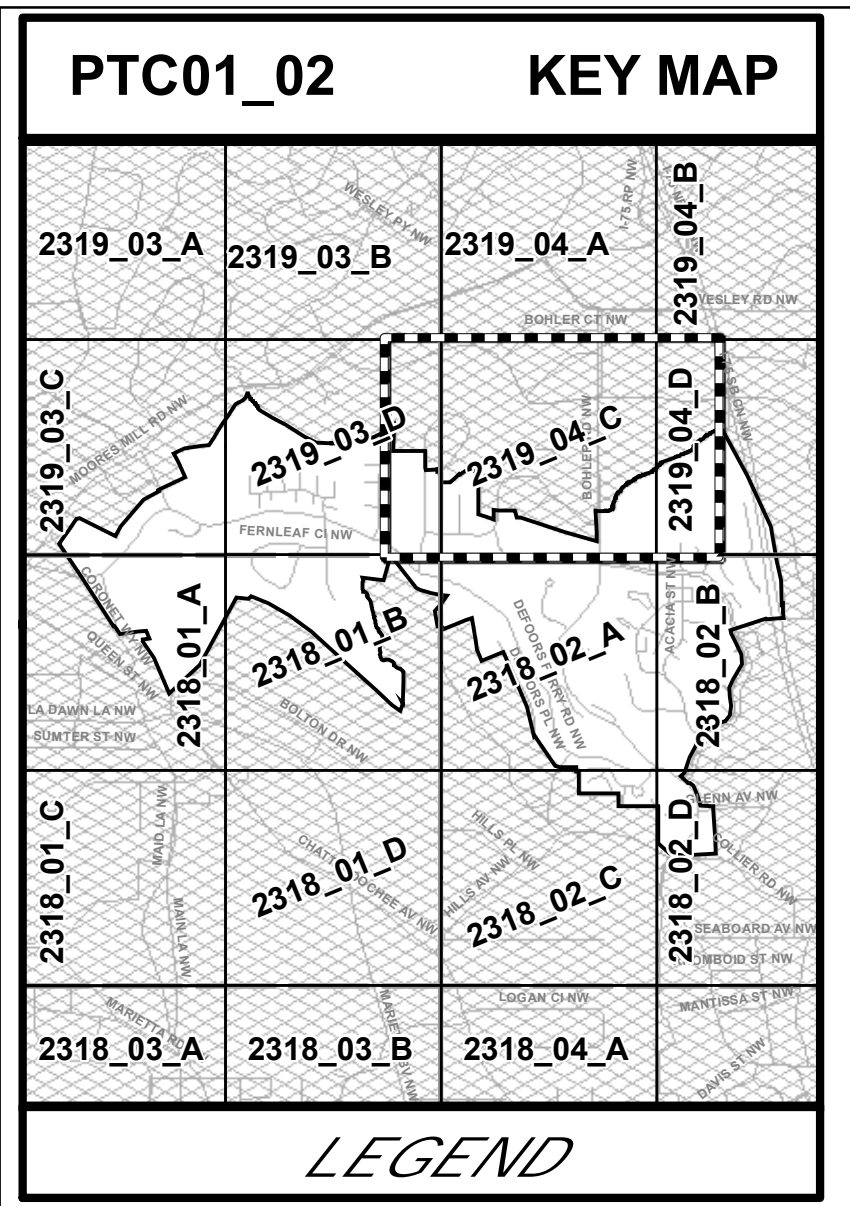 PTC01_02 KEY MAP
I-75 RP NW
WESLEY PY NW
2319_03_A
2319_03_B
2319_04_A
2319_04_B
ESLEY RD NW
BOHLER CT NW
2319_03_C
MOORES MILL RD NW
2319_03_D
2319_04_C
BOHLER RD NW
2319_04_D
75 SB CN NW
FERNLEAF CI NW
CORONET WY NW
QUEEN ST NW
2318_01_A
2318_01_B
2318_02_A
DEFOORS FERRY RD NW
DEFOORS PL NW
ACACIA ST NW
2318_02_B
LA DAWN LA NW
SUMTER ST NW
BOLTON DR NW
2318_01_C
MAID LA NW
MAIN LA NW
2318_01_D
CHATTAHOOCHEE AV NW
HILLS PL NW
HILLS AV NW
2318_02_C
2318_02_D
GLENN AV NW
COLLIER RD NW
SEABOARD AV NW
OMBOID ST NW
MARIETTA RD
LOGAN CI NW
MANTISSA ST NW
2318_03_A
2318_03_B
2318_04_A
DAVIS ST NW
LEGEND